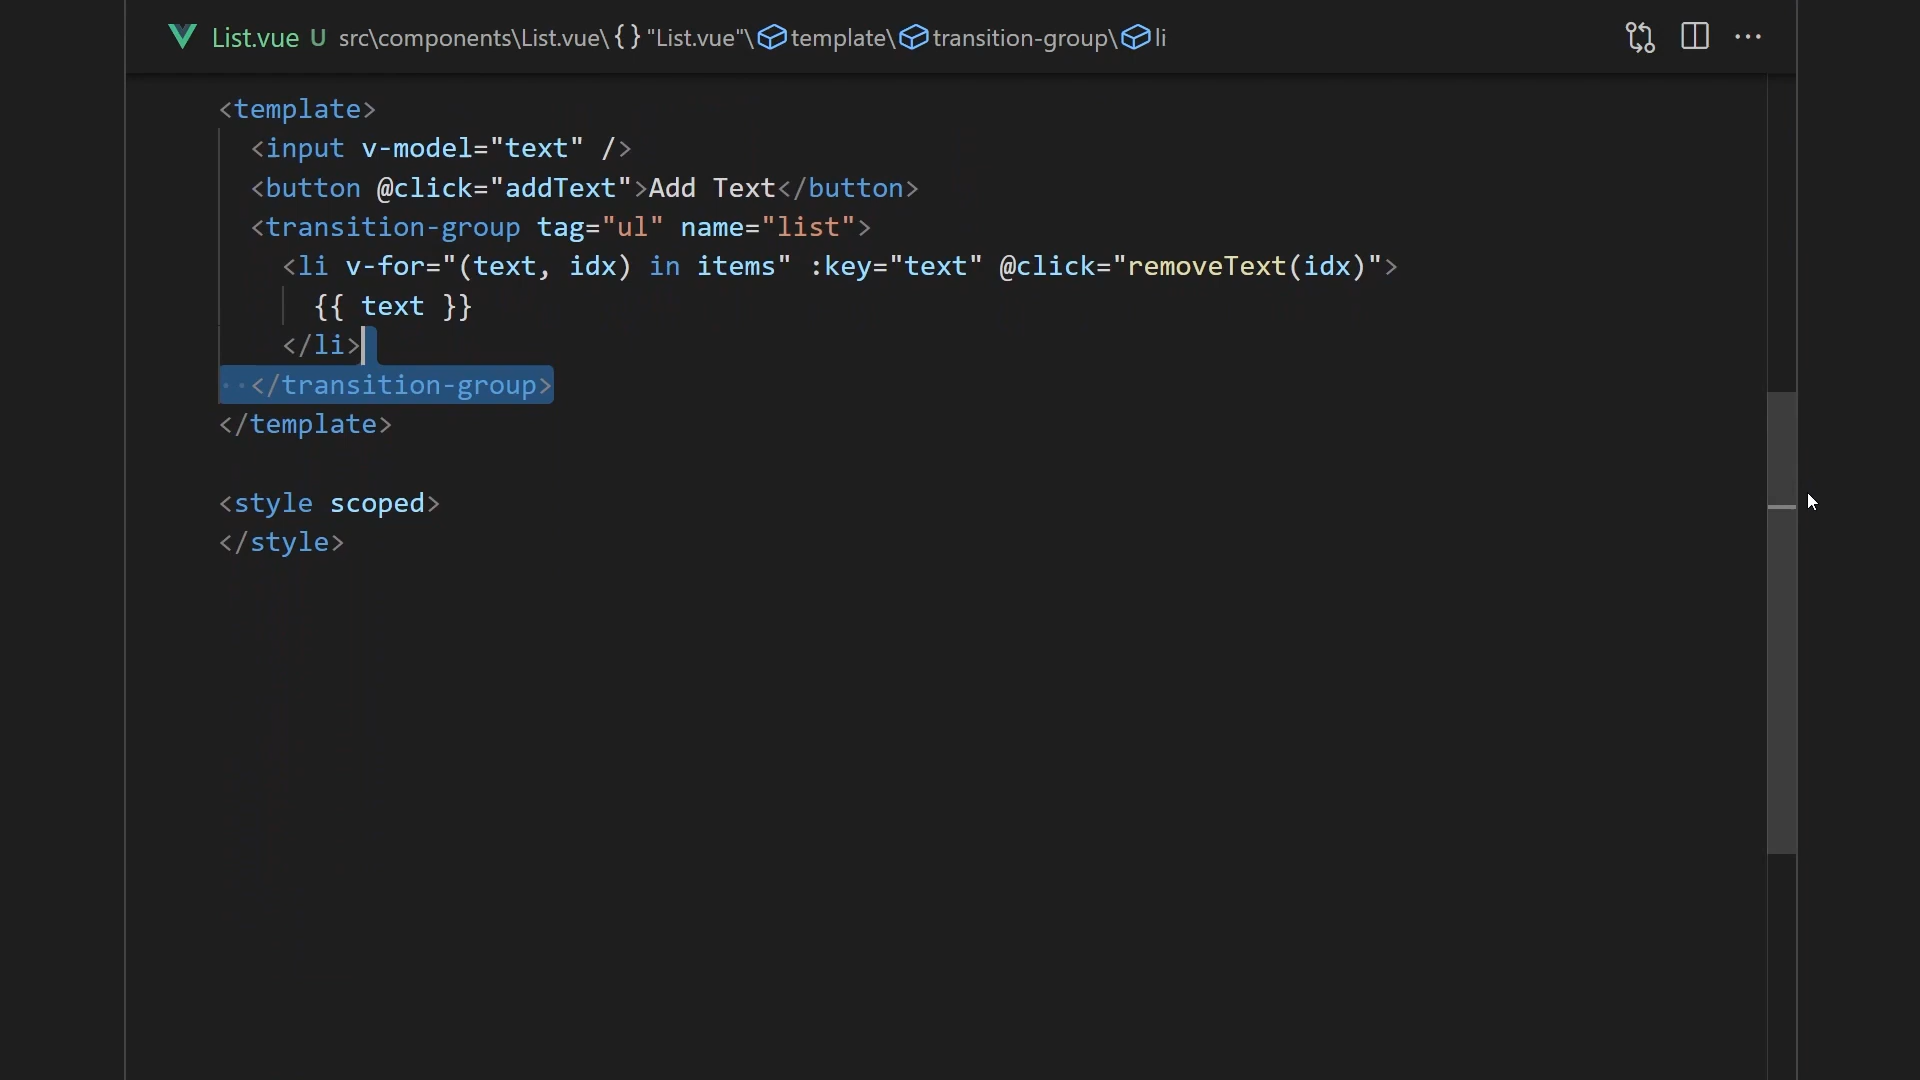 List.vue U src\components\List.vue\ {} "List.vue"\ template\ transition-group\ li
<template>
  <input v-model="text" />
  <button @click="addText">Add Text</button>
  <transition-group tag="ul" name="list">
    <li v-for="(text, idx) in items" :key="text" @click="removeText(idx)">
      {{ text }}
    </li>
  </transition-group>
</template>
<style scoped>
</style>